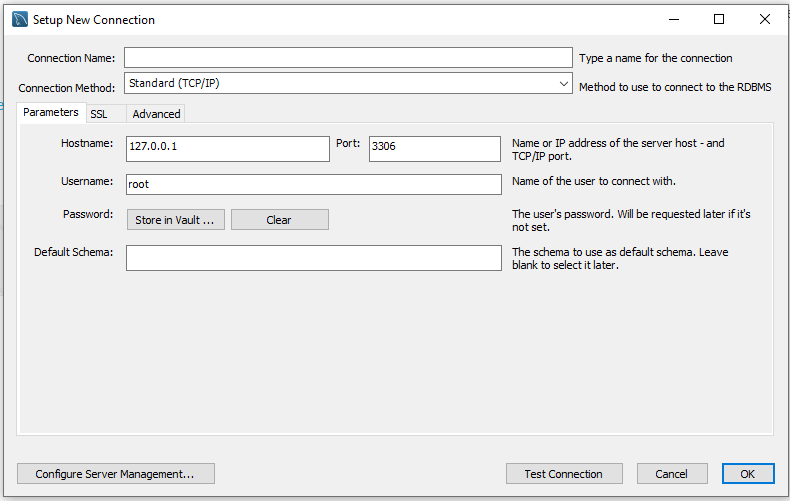 Setup New Connection
Connection Name:
Type a name for the connection
Connection Method: Standard (TCP/IP)
Method to use to connect to the RDBMS
Parameters SSL Advanced
Hostname: 127.0.0.1 Port: 3306
Name or IP address of the server host - and
TCP/IP port.
Username: root
Name of the user to connect with.
Password: Store in Vault ... Clear
The user's password. Will be requested later if it's
not set.
Default Schema:
The schema to use as default schema. Leave
blank to select it later.
Configure Server Management... Test Connection Cancel OK